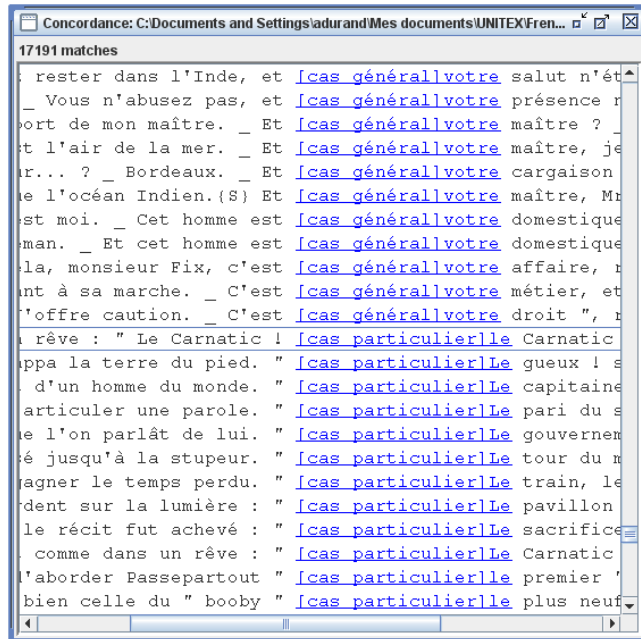 Concordance: C:\Documents and Settings\adurand\Mes documents\UNITEX\Fren...
17191 matches
rester dans l'Inde, et [cas général]votre salut n'ét
_ Vous n'abusez pas, et [cas général]votre présence
de mon maître. _ Et [cas général]votre maître ? _
l'air de la mer. _ Et [cas général]votre maître, je
... ? _ Bordeaux. _ Et [cas général]votre cargaison
l'océan Indien.{S} Et [cas général]votre maître, Mr
moi. _ Cet homme est [cas général]votre domestique
_ Et cet homme est [cas général]votre domestique
monsieur Fix, c'est [cas général]votre affaire,
à sa marche. _ C'est [cas général]votre métier, et
'offre caution. _ C'est [cas général]votre droit ",
rêve : " Le Carnatic ! [cas particulier]le Carnatic
la terre du pied. " [cas particulier]Le gueux ! s
d'un homme du monde. " [cas particulier]Le capitaine
articuler une parole. " [cas particulier]Le pari du s
l'on parlât de lui. " [cas particulier]Le gouvernem
jusqu'à la stupeur. " [cas particulier]Le tour du m
gagner le temps perdu. " [cas particulier]Le train, le
dent sur la lumière : " [cas particulier]Le pavillon
le récit fut achevé : " [cas particulier]Le sacrifice
comme dans un rêve : " [cas particulier]Le Carnatic
'aborder Passepartout " [cas particulier]le premier "
bien celle du " booby " [cas particulier]le plus neuf